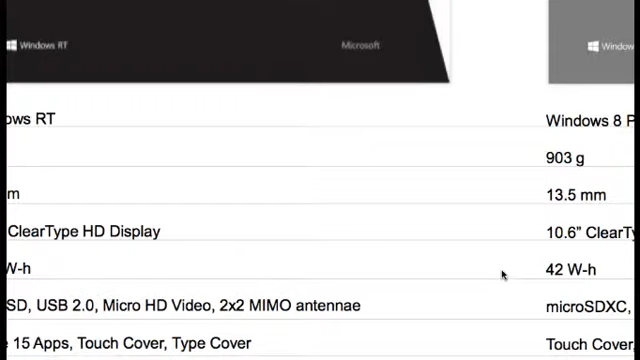 Windows RT
Microsoft
Windo
ows RT
Windows 8 P
903 g
m
13.5 mm
ClearType HD Display
10.6” ClearTy
W-h
42 W-h
SD, USB 2.0, Micro HD Video, 2x2 MIMO antennae
microSDXC,
15 Apps, Touch Cover, Type Cover
Touch Cover,